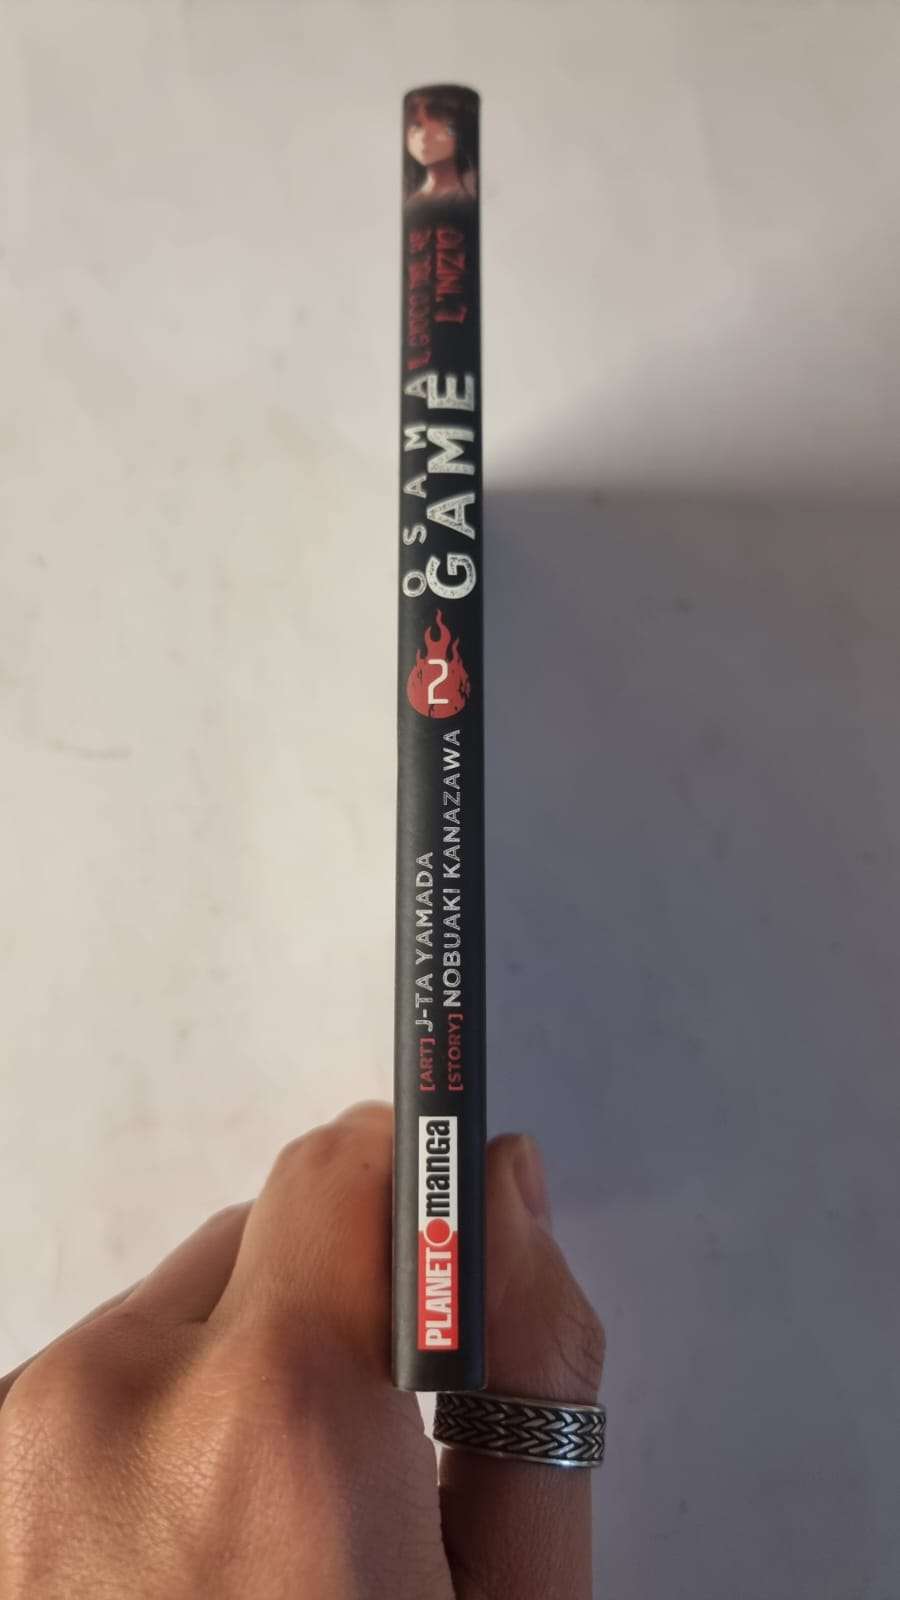 PLANET manga
[ART] J-TA YAMADA
[STORY] NOBUAKI KANAZAWA
2
OSAMA
GAME
IL GIOCO DEL RE
L'INIZIO